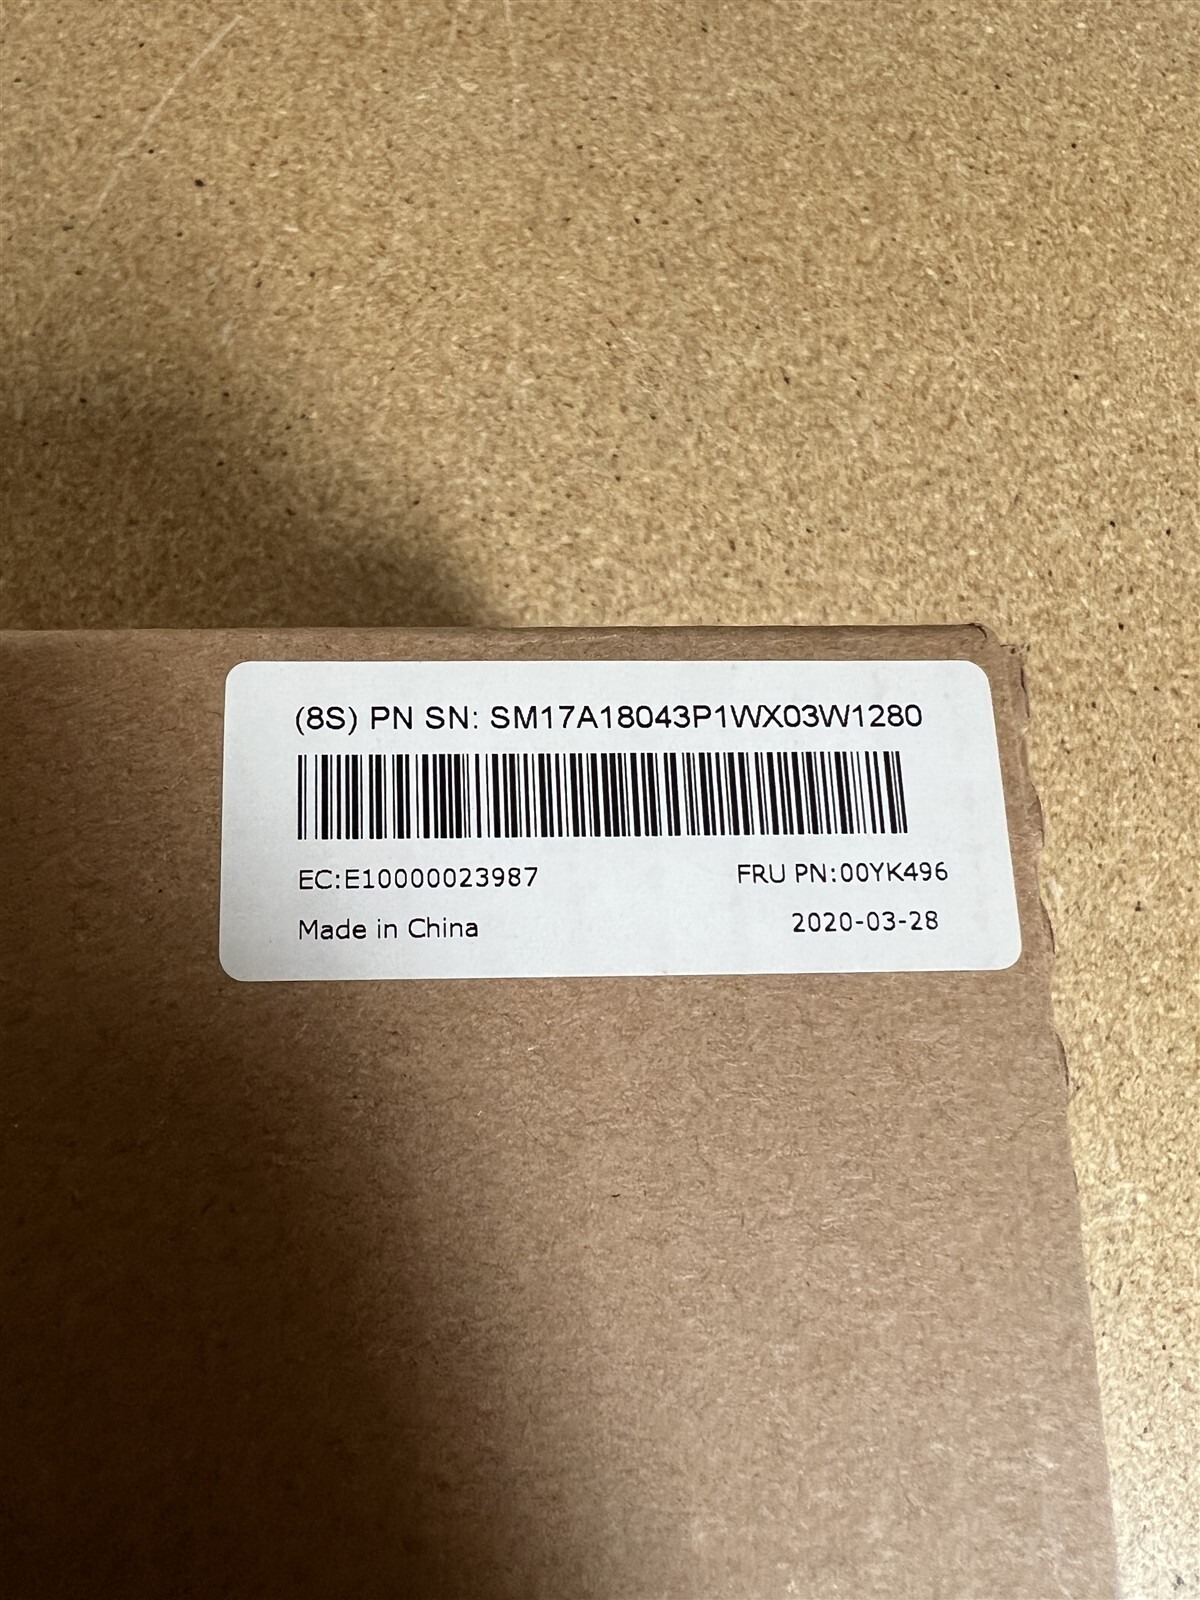 (8S) PN SN: SM17A18043P1WX03W1280
EC:E10000023987
FRU PN:00YK496
Made in China
2020-03-28